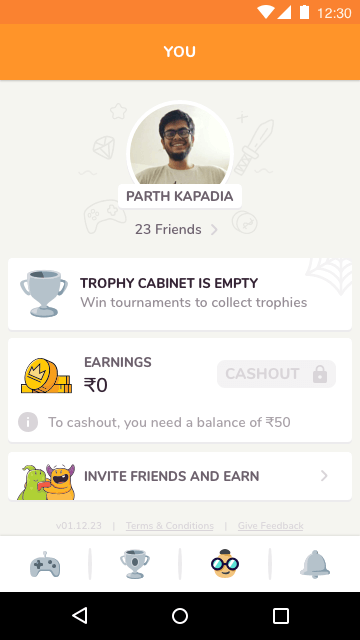 12:30
YOU
PARTH KAPADIA
23 Friends
TROPHY CABINET IS EMPTY
Win tournaments to collect trophies
EARNINGS
₹0
CASHOUT
To cashout, you need a balance of ₹50
INVITE FRIENDS AND EARN
v01.12.23 | Terms & Conditions | Give Feedback